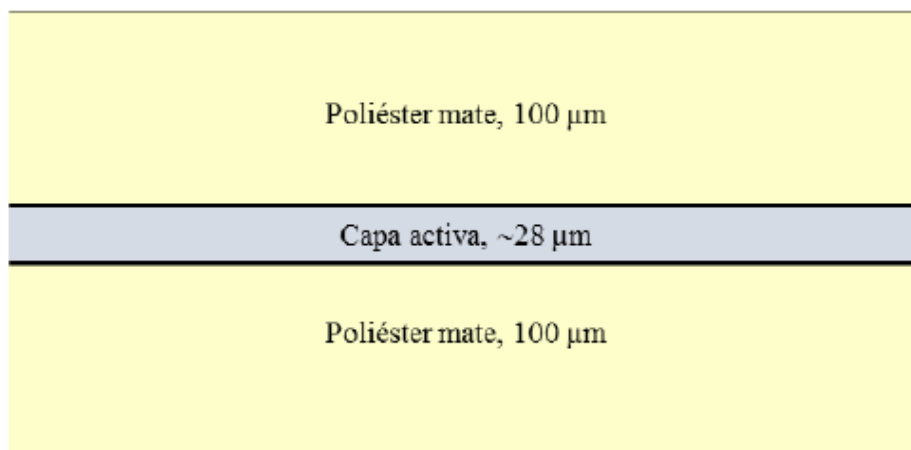 Poliéster mate, 100 µm
Capa activa, ~28 µm
Poliéster mate, 100 µm